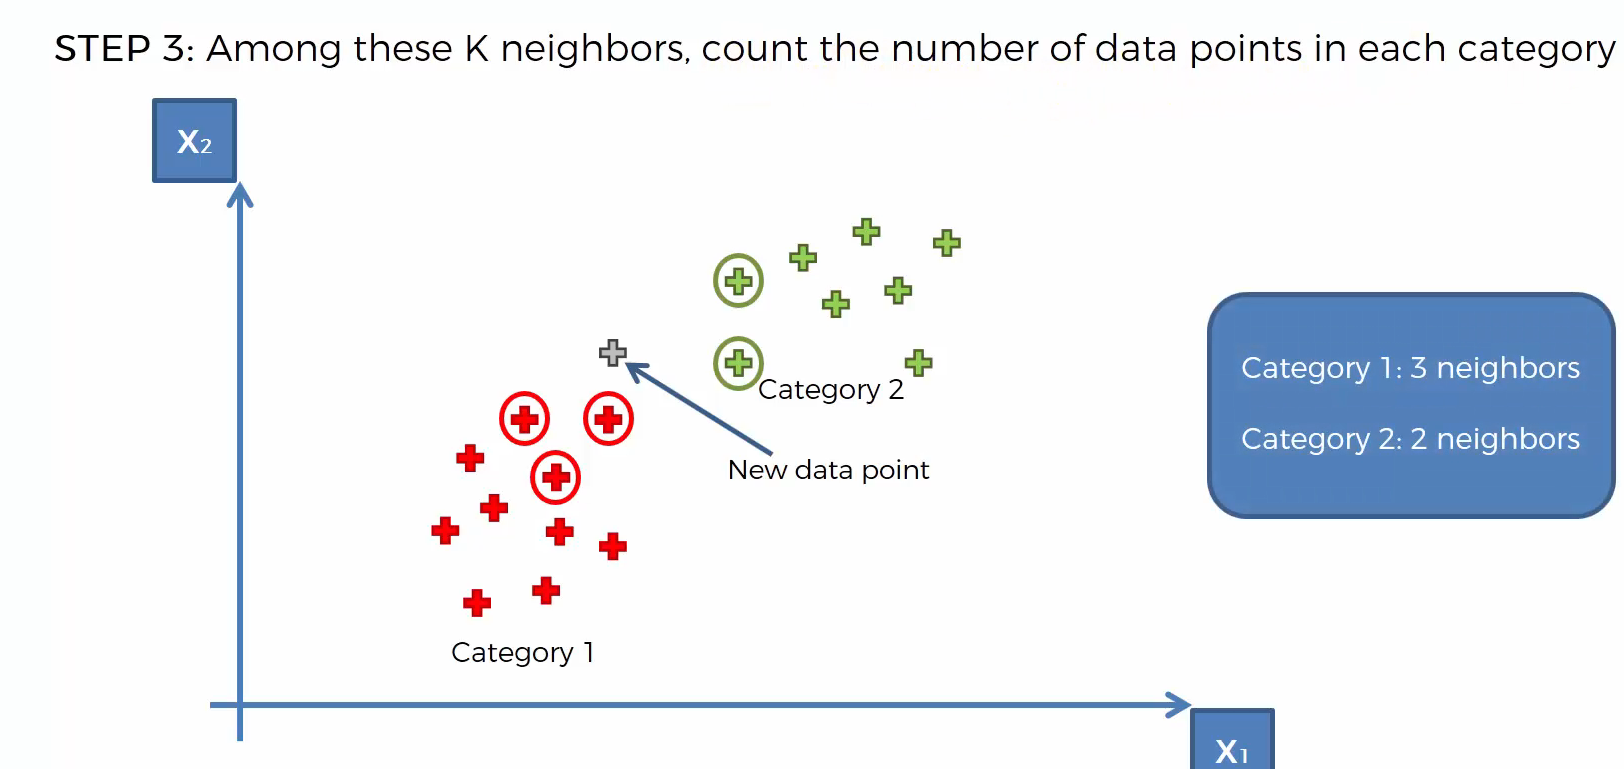 STEP 3: Among these K neighbors, count the number of data points in each category
X2
Category 2
New data point
Category 1
Category 1: 3 neighbors
Category 2: 2 neighbors
X1